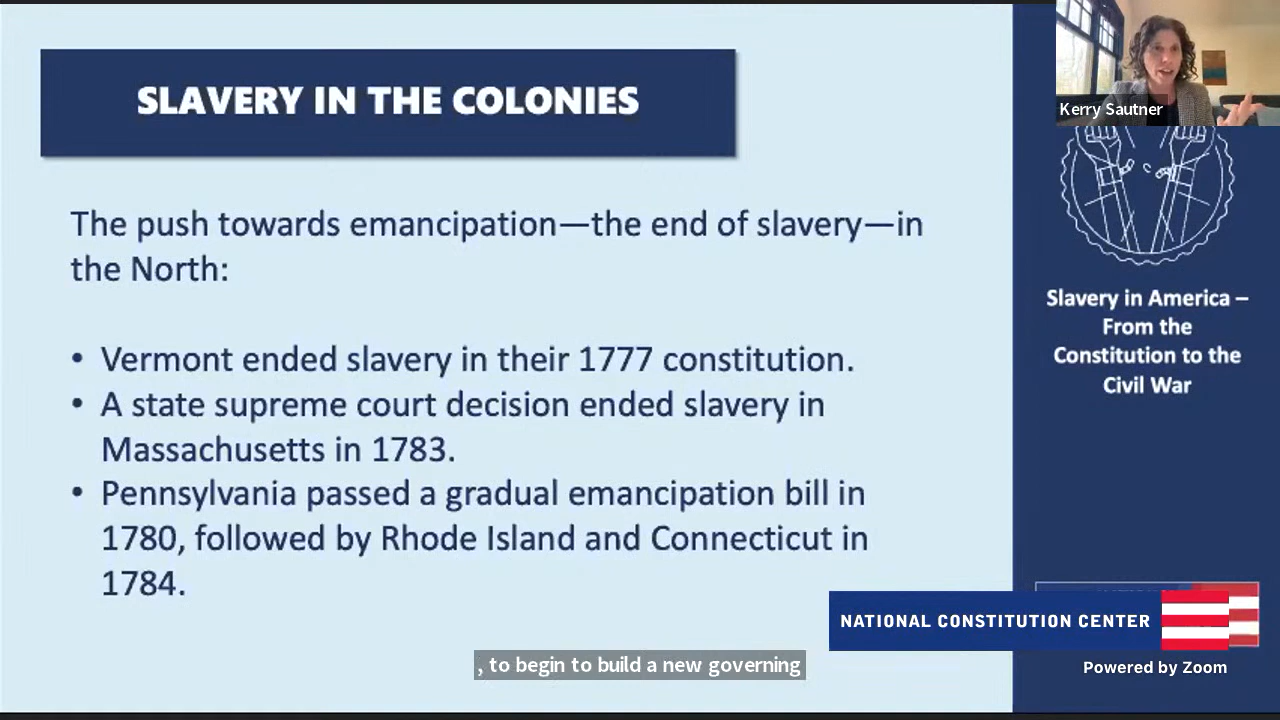 SLAVERY IN THE COLONIES
The push towards emancipation—the end of slavery—in
the North:
• Vermont ended slavery in their 1777 constitution.
• A state supreme court decision ended slavery in
Massachusetts in 1783.
• Pennsylvania passed a gradual emancipation bill in
1780, followed by Rhode Island and Connecticut in
1784.
Kerry Sautner
Slavery in America –
From the
Constitution to the
Civil War
NATIONAL CONSTITUTION CENTER
, to begin to build a new governing
Powered by Zoom